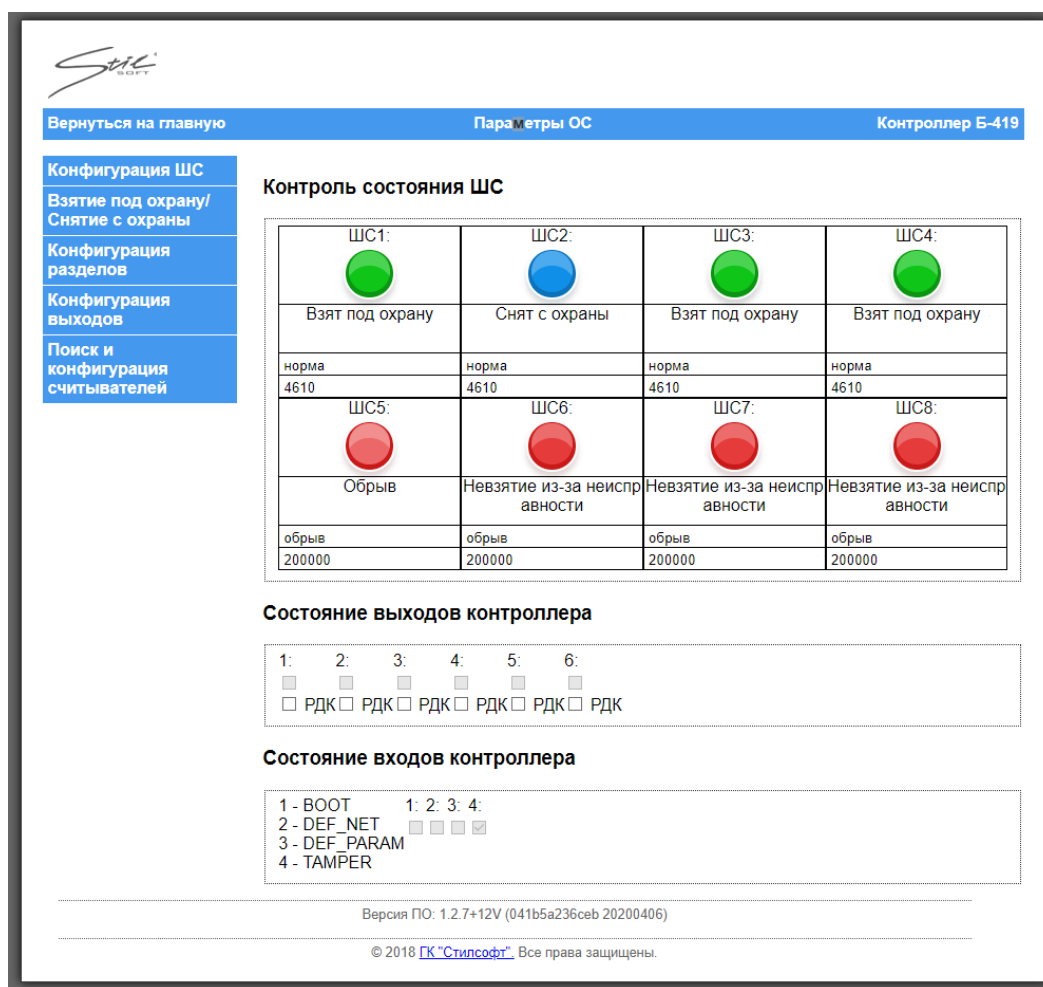 Stil
SOFT
Вернуться на главную Параметры ОС Контроллер Б-419
Конфигурация ШС
Взятие под охрану/
Снятие с охраны
Конфигурация
разделов
Конфигурация
выходов
Поиск и
конфигурация
считывателей
Контроль состояния ШС
ШС1: ШС2: ШС3: ШС4:
Взят под охрану Снят с охраны Взят под охрану Взят под охрану
норма норма норма норма
4610 4610 4610 4610
ШС5: ШС6: ШС7: ШС8:
Обрыв Невзятие из-за неиспр Невзятие из-за неиспр Невзятие из-за неиспр
авности авности авности
обрыв обрыв обрыв обрыв
200000 200000 200000 200000
Состояние выходов контроллера
1: 2: 3: 4: 5: 6:
РДК РДК РДК РДК РДК РДК
Состояние входов контроллера
1 - BOOT 1: 2: 3: 4:
2 - DEF_NET
3 - DEF_PARAM
4 - TAMPER
Версия ПО: 1.2.7+12V (041b5a236ceb 20200406)
© 2018 ГК "Стилсофт". Все права защищены.